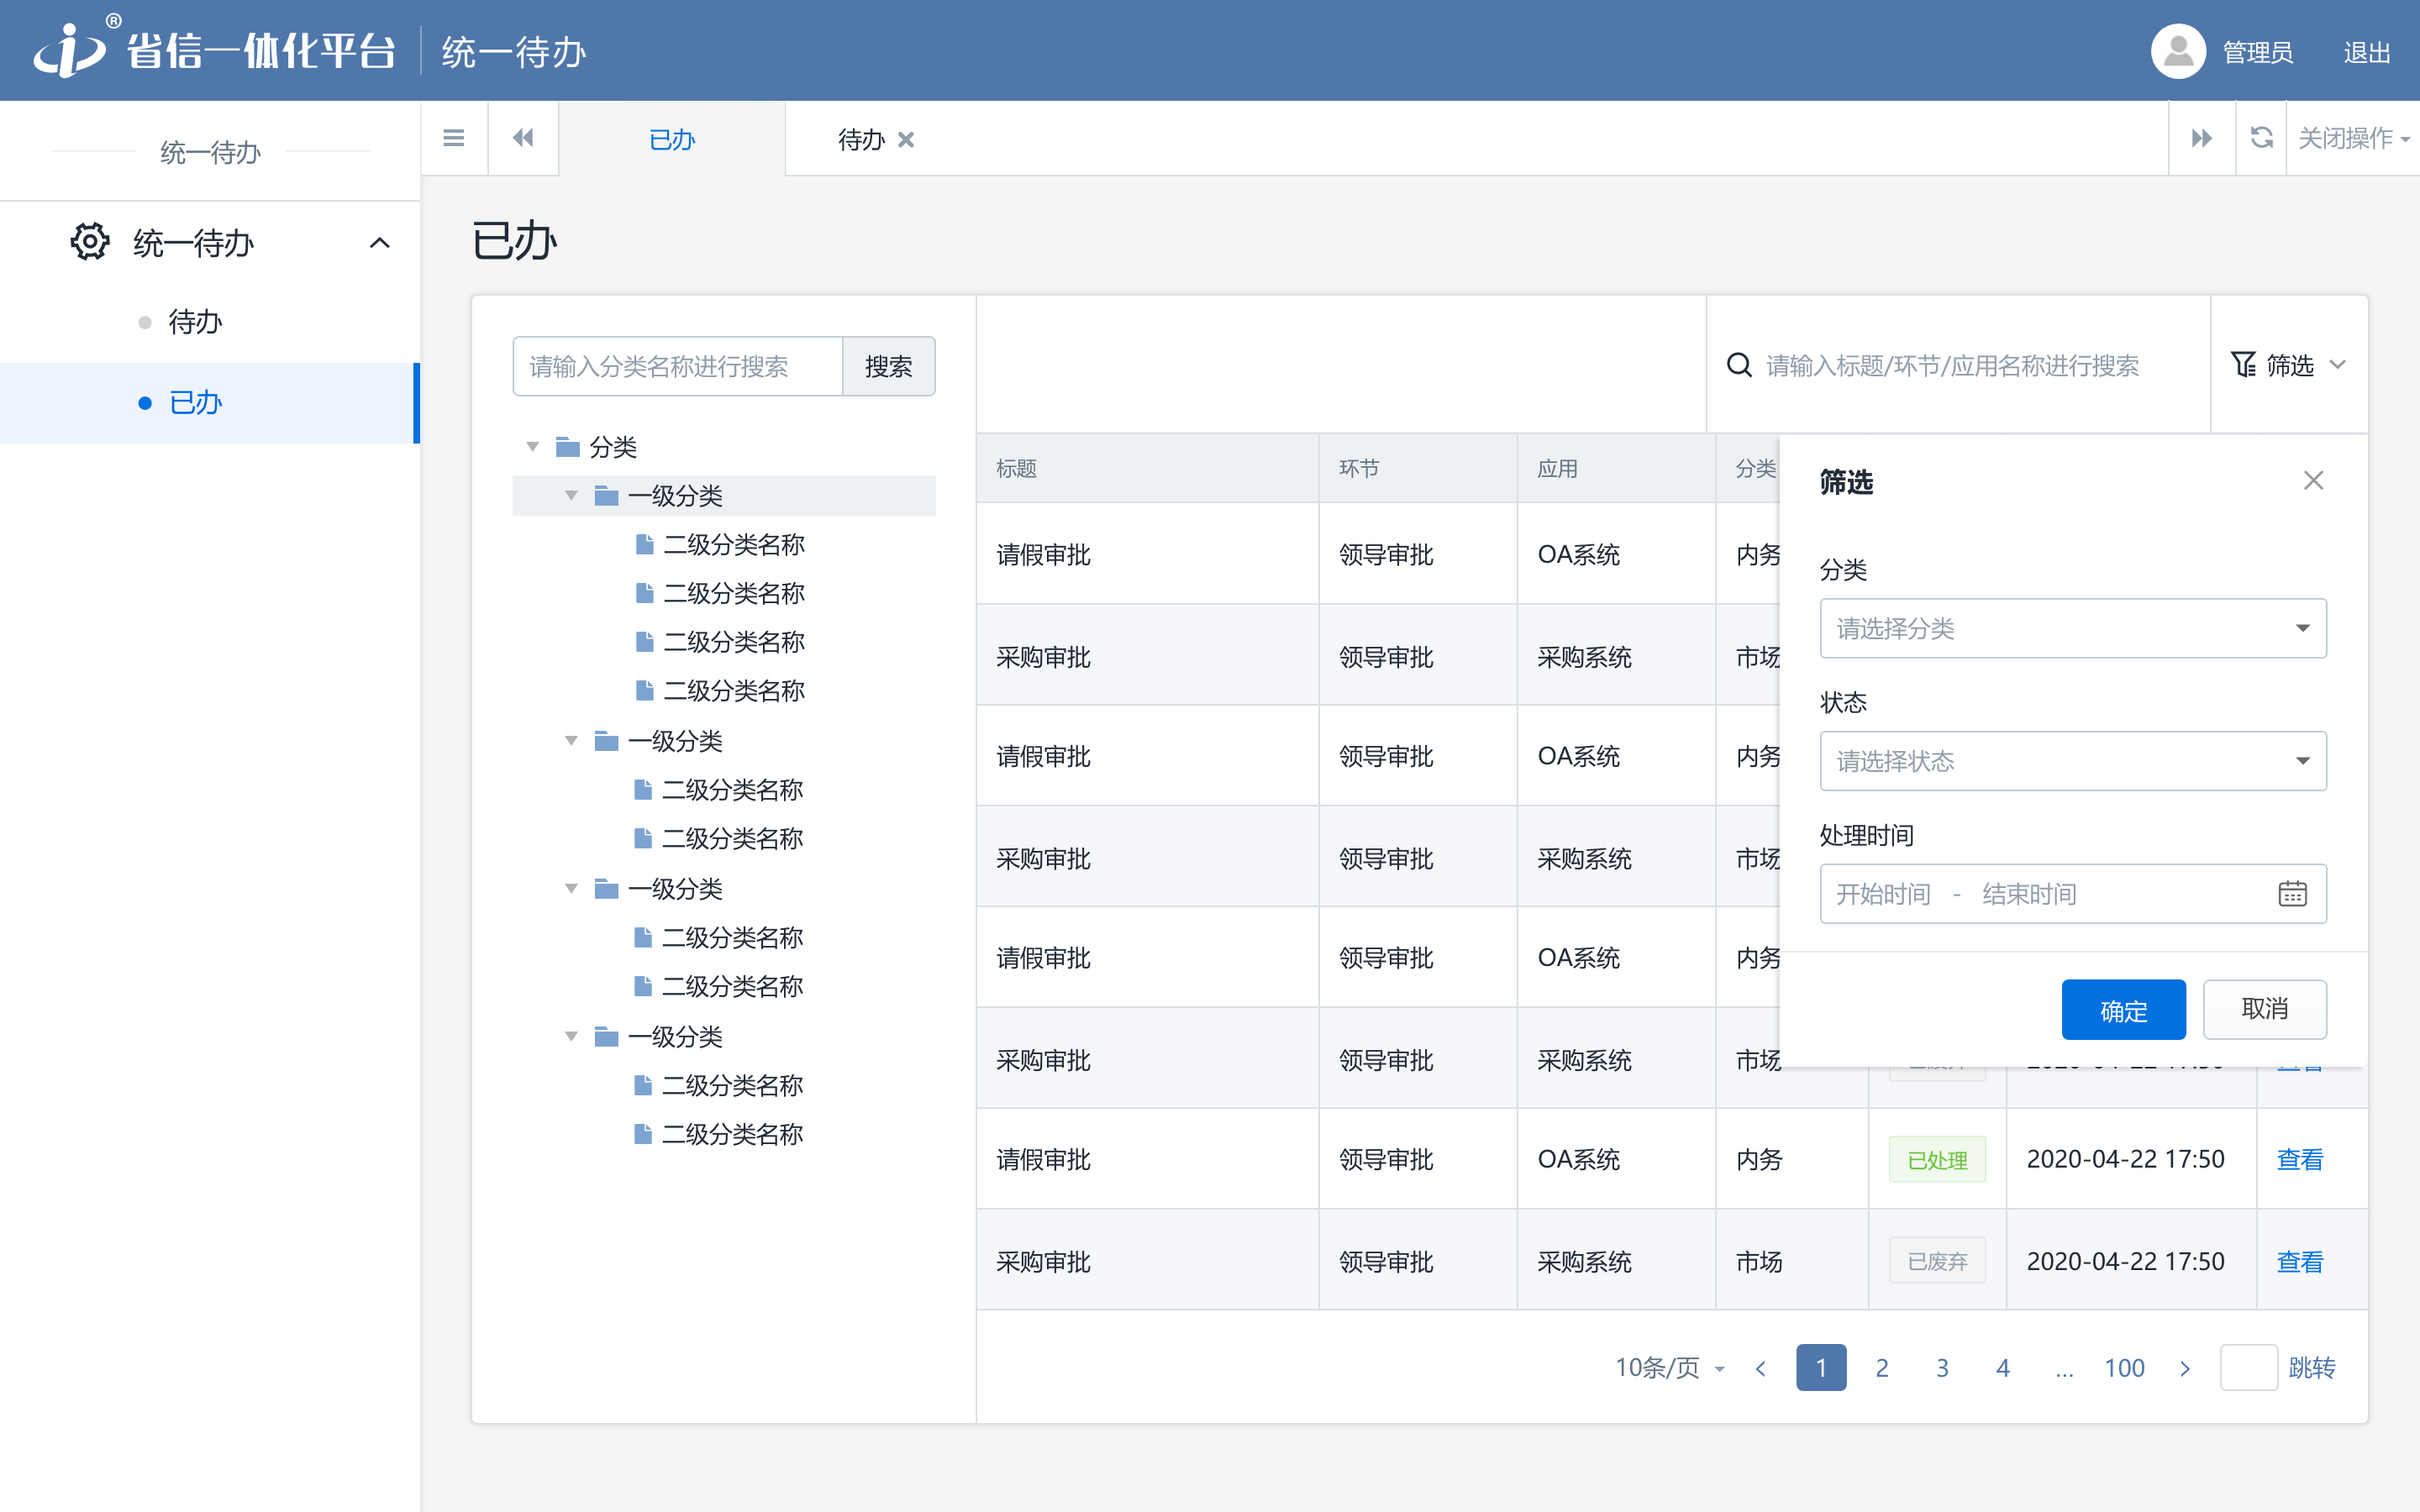 ® 省信一体化平台 统一待办 管理员 退出
统一待办
已办 待办 关闭操作
统一待办
待办
已办
已办
请输入分类名称进行搜索 搜索
请输入标题/环节/应用名称进行搜索 筛选
分类
一级分类
二级分类名称
二级分类名称
二级分类名称
二级分类名称
一级分类
二级分类名称
二级分类名称
一级分类
二级分类名称
二级分类名称
一级分类
二级分类名称
二级分类名称
标题 环节 应用 分类
请假审批 领导审批 OA系统 内务
采购审批 领导审批 采购系统 市场
请假审批 领导审批 OA系统 内务
采购审批 领导审批 采购系统 市场
请假审批 领导审批 OA系统 内务
采购审批 领导审批 采购系统 市场 已废弃 2020-04-22 17:50 查看
请假审批 领导审批 OA系统 内务 已处理 2020-04-22 17:50 查看
采购审批 领导审批 采购系统 市场 已废弃 2020-04-22 17:50 查看
筛选
分类
请选择分类
状态
请选择状态
处理时间
开始时间 - 结束时间
确定 取消
10条/页 1 2 3 4 ... 100 跳转